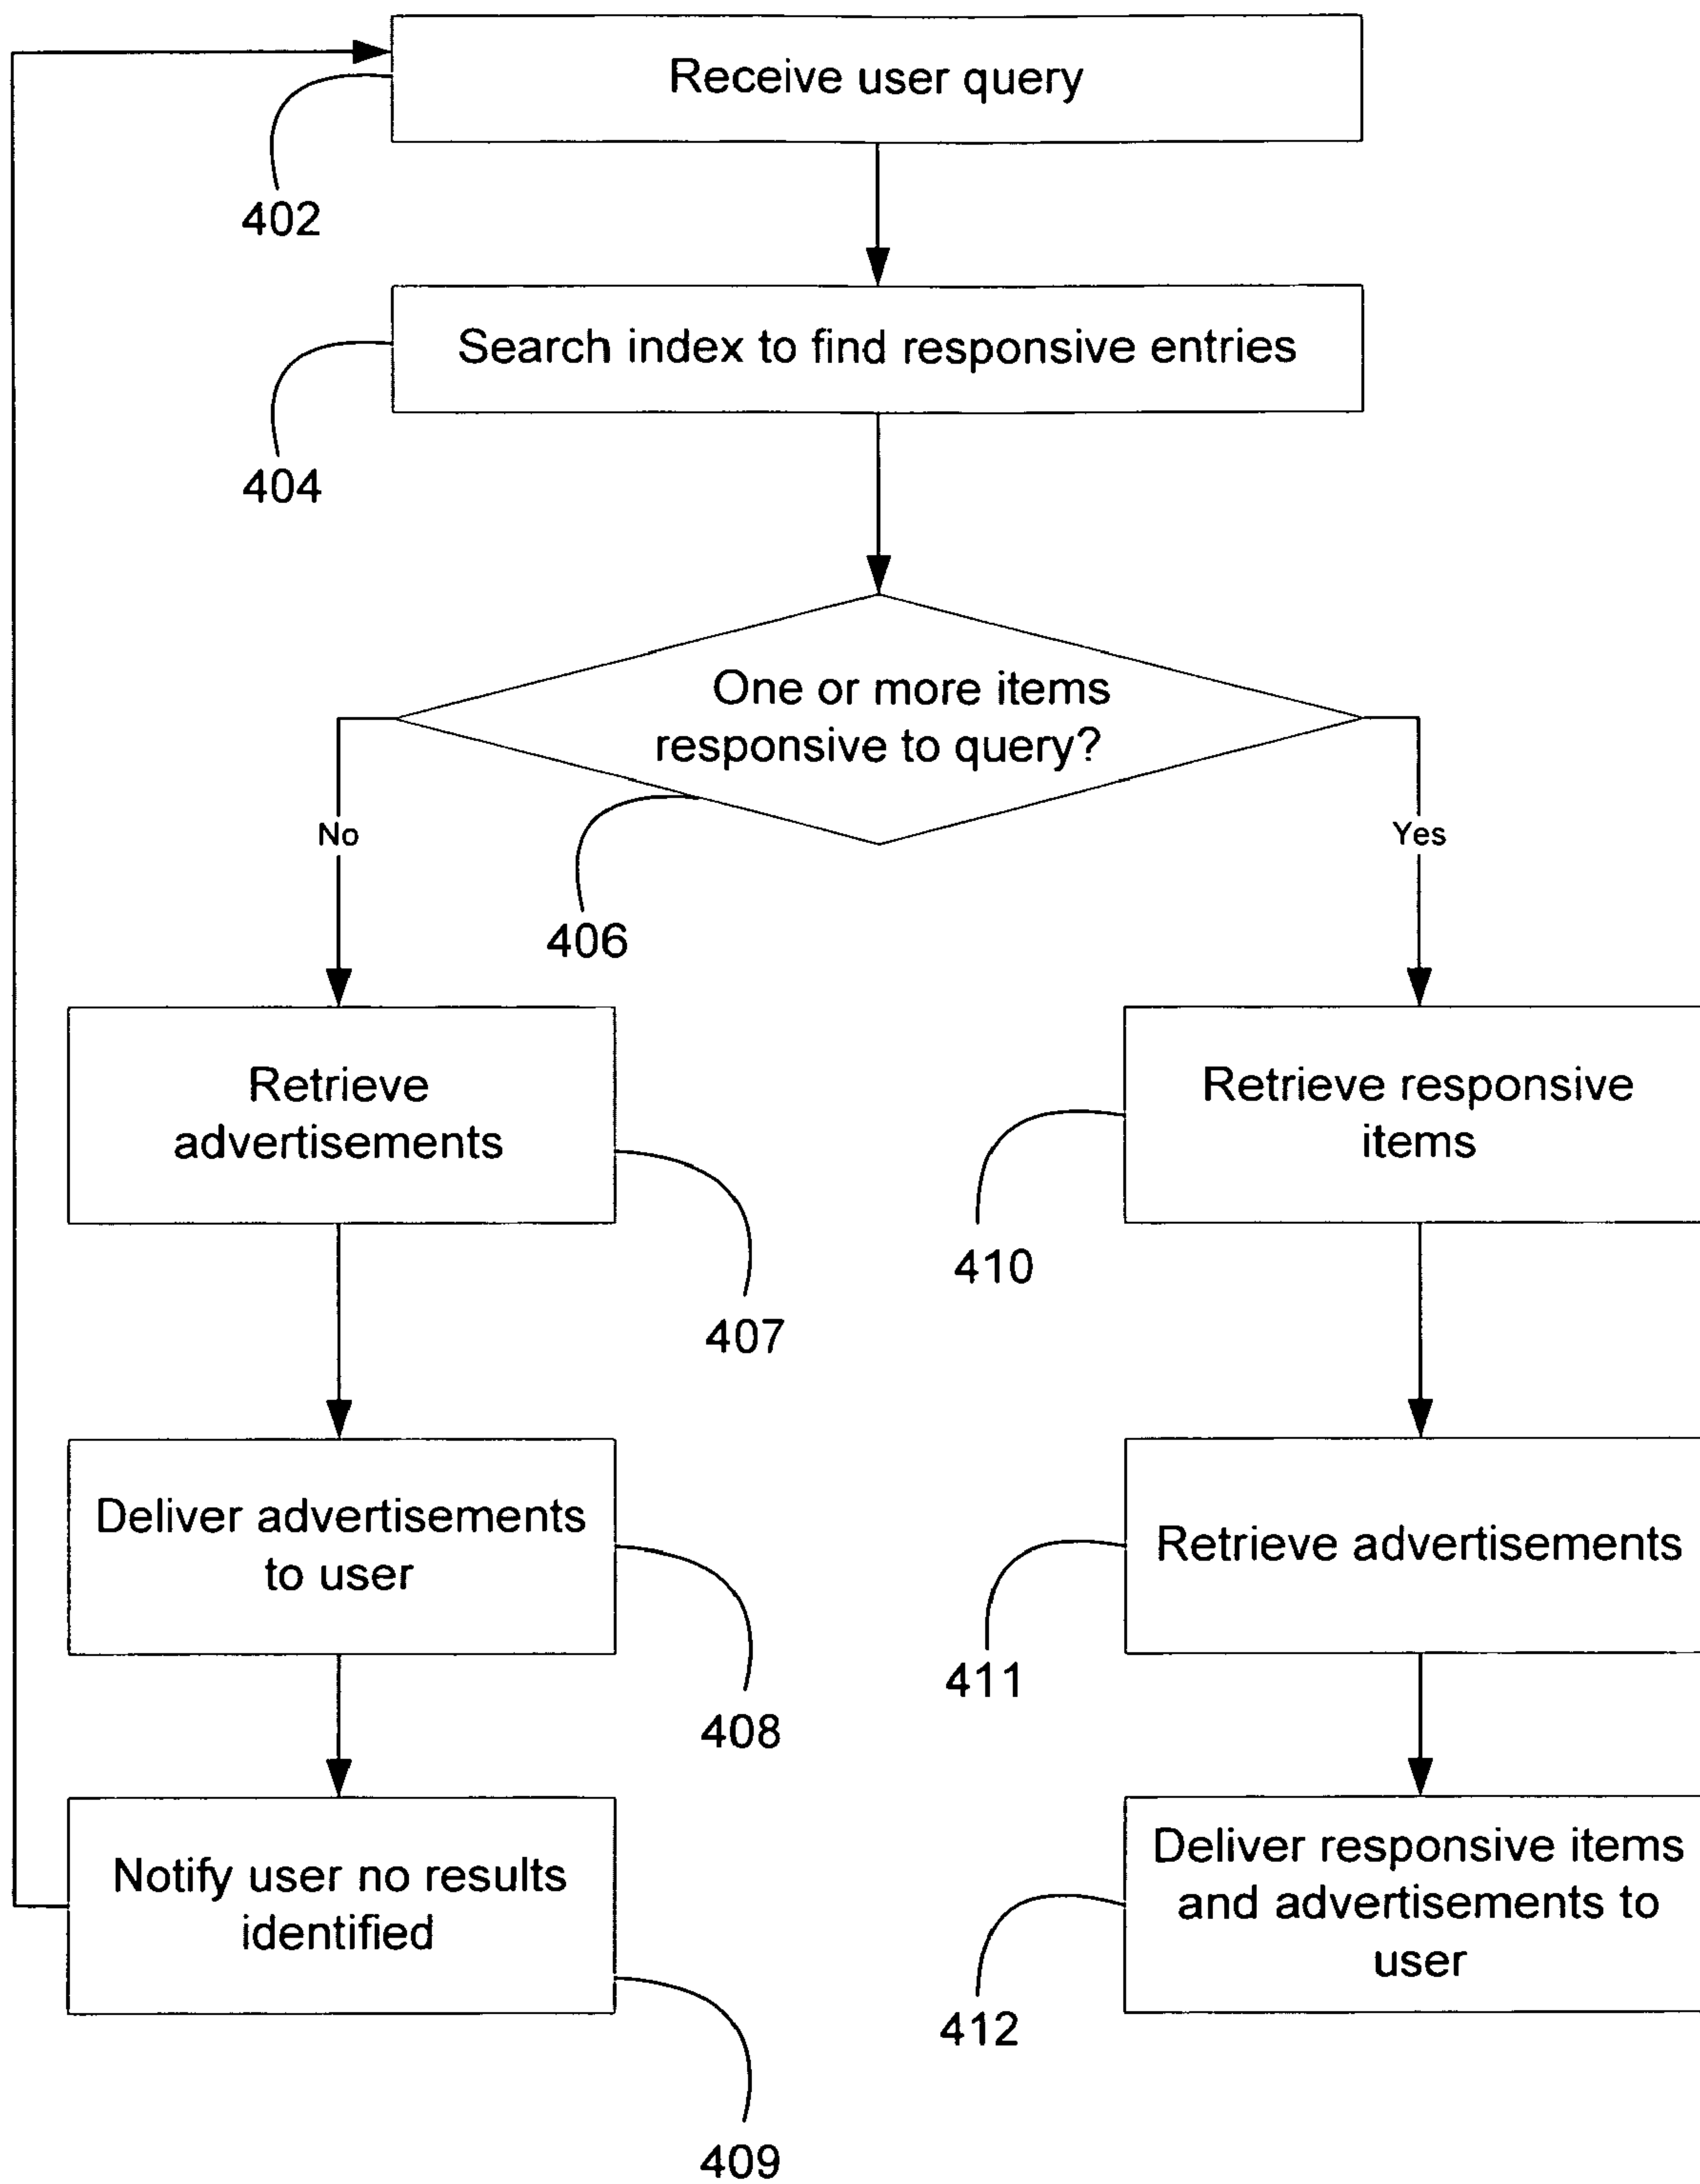 Receive user query
402
Search index to find responsive entries
404
One or more items
responsive to query?
No
Yes
406
Retrieve
advertisements
407
Retrieve responsive
items
410
Deliver advertisements
to user
408
Retrieve advertisements
411
Notify user no results
identified
409
Deliver responsive items
and advertisements to
user
412